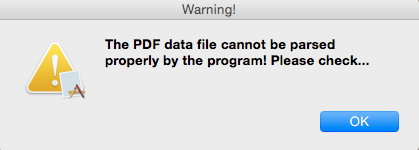 Warning!
The PDF data file cannot be parsed
properly by the program! Please check...
OK